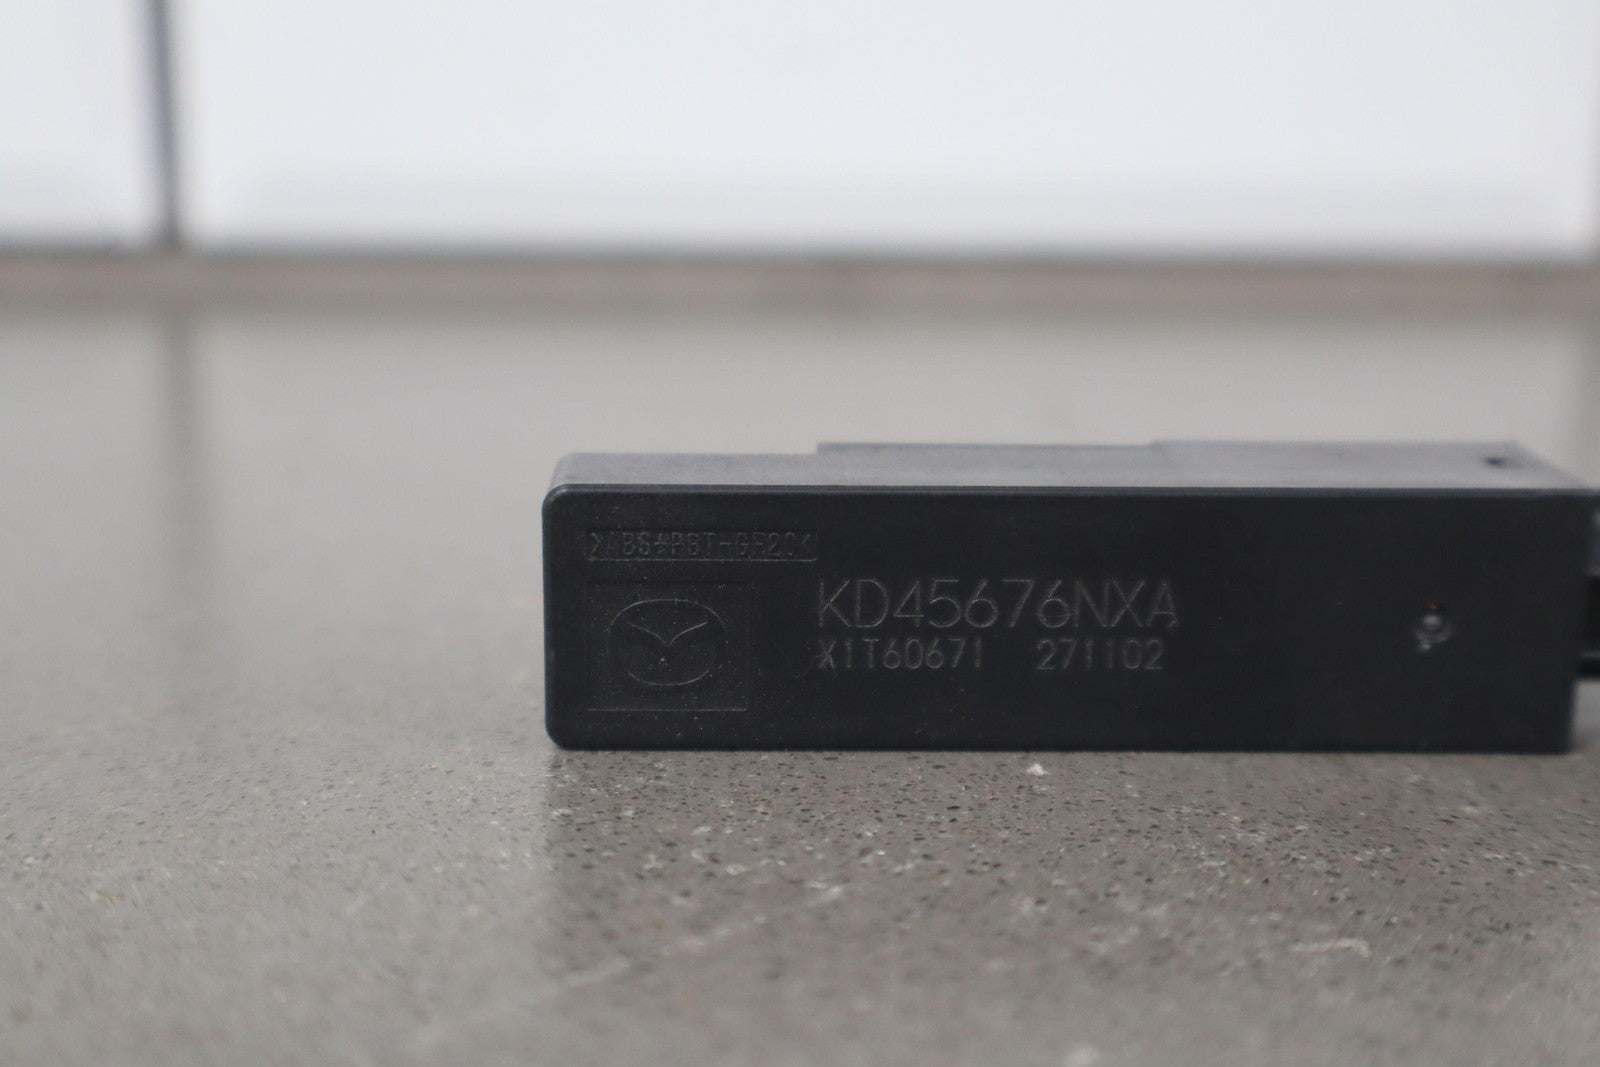 >ABS+PBT-GF20<
KD45676NXA
X1T60671 271102